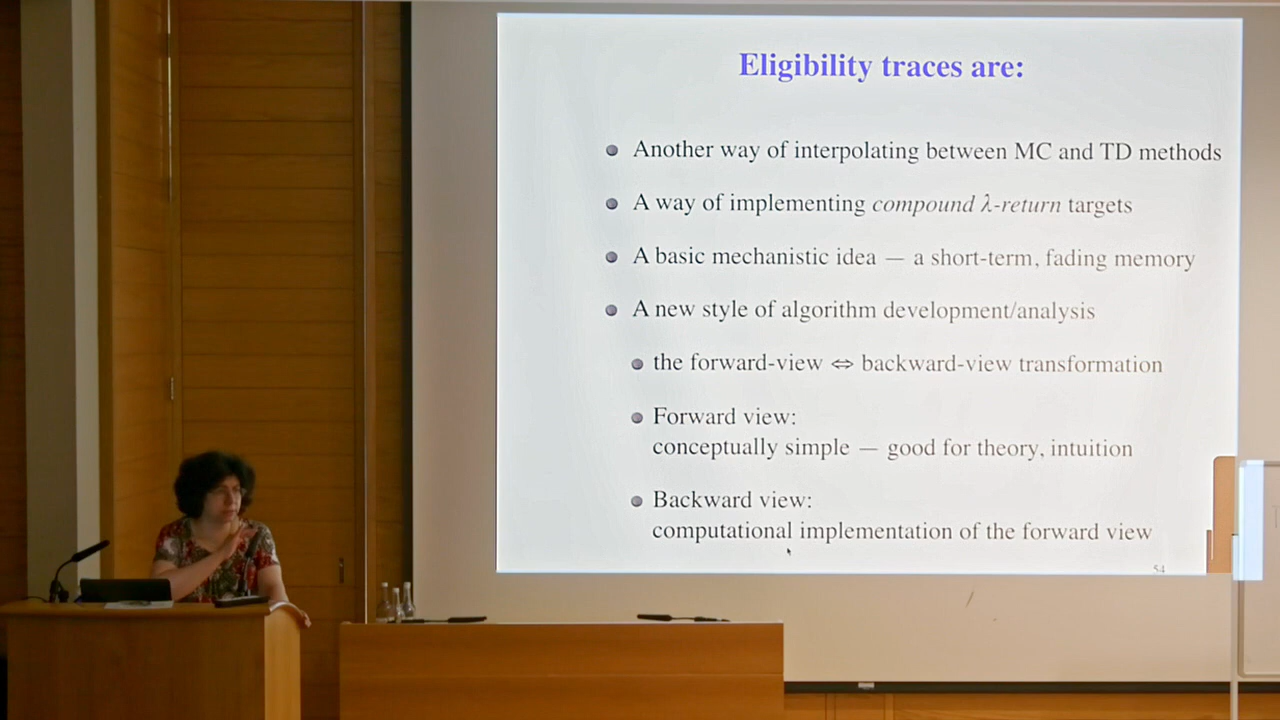 Eligibility traces are:
Another way of interpolating between MC and TD methods
A way of implementing compound λ-return targets
A basic mechanistic idea — a short-term, fading memory
A new style of algorithm development/analysis
the forward-view ⇔ backward-view transformation
Forward view:
conceptually simple — good for theory, intuition
Backward view:
computational implementation of the forward view
54